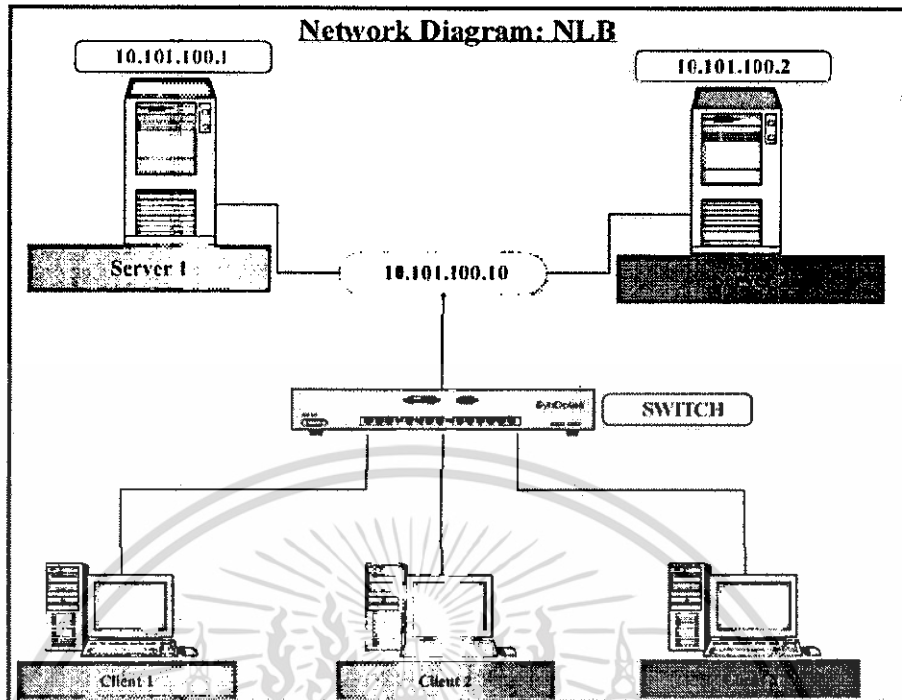 Network Diagram: NLB
10.101.100.1
10.101.100.2
Server 1
10.101.100.10
SWITCH
Client 1
Client 2